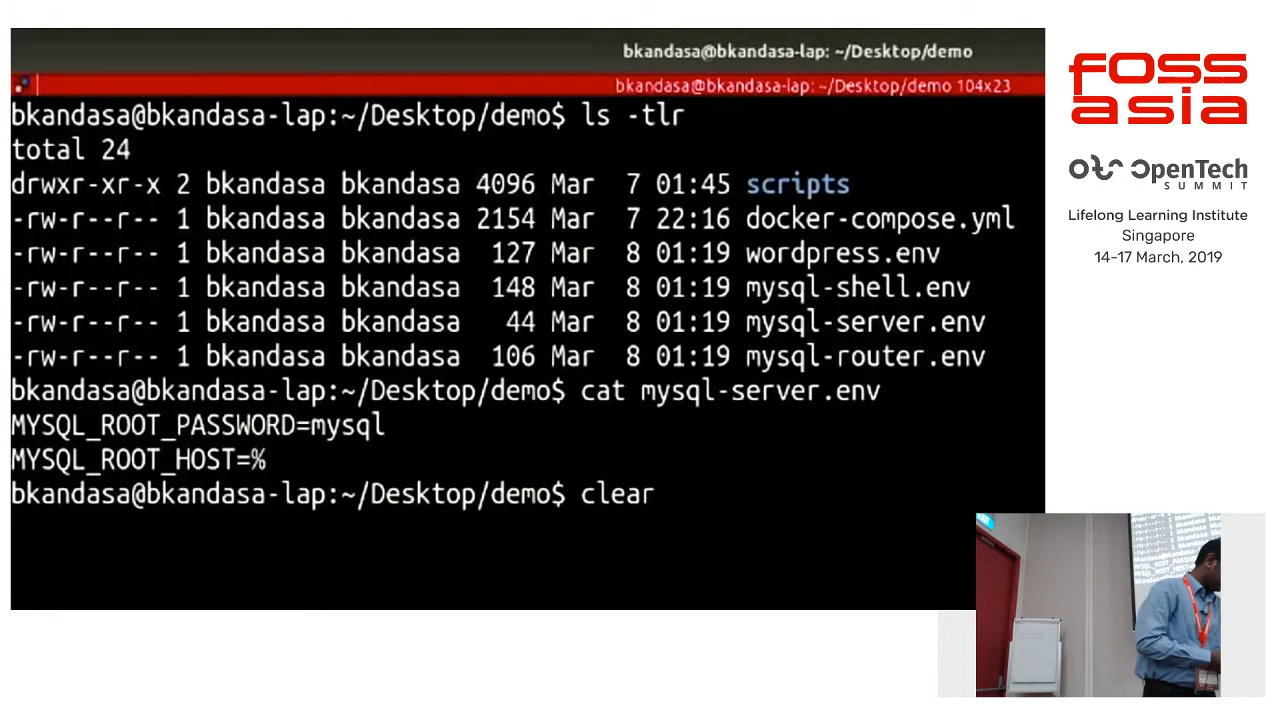 bkandasa@bkandasa-lap: ~/Desktop/demo
bkandasa@bkandasa-lap: ~/Desktop/demo 104x23
bkandasa@bkandasa-lap:~/Desktop/demo$ ls -tlr
total 24
drwxr-xr-x 2 bkandasa bkandasa 4096 Mar  7 01:45 scripts
-rw-r--r-- 1 bkandasa bkandasa 2154 Mar  7 22:16 docker-compose.yml
-rw-r--r-- 1 bkandasa bkandasa  127 Mar  8 01:19 wordpress.env
-rw-r--r-- 1 bkandasa bkandasa  148 Mar  8 01:19 mysql-shell.env
-rw-r--r-- 1 bkandasa bkandasa   44 Mar  8 01:19 mysql-server.env
-rw-r--r-- 1 bkandasa bkandasa  106 Mar  8 01:19 mysql-router.env
bkandasa@bkandasa-lap:~/Desktop/demo$ cat mysql-server.env
MYSQL_ROOT_PASSWORD=mysql
MYSQL_ROOT_HOST=%
bkandasa@bkandasa-lap:~/Desktop/demo$ clear
foss
asia
OpenTech
SUMMIT
Lifelong Learning Institute
Singapore
14-17 March, 2019